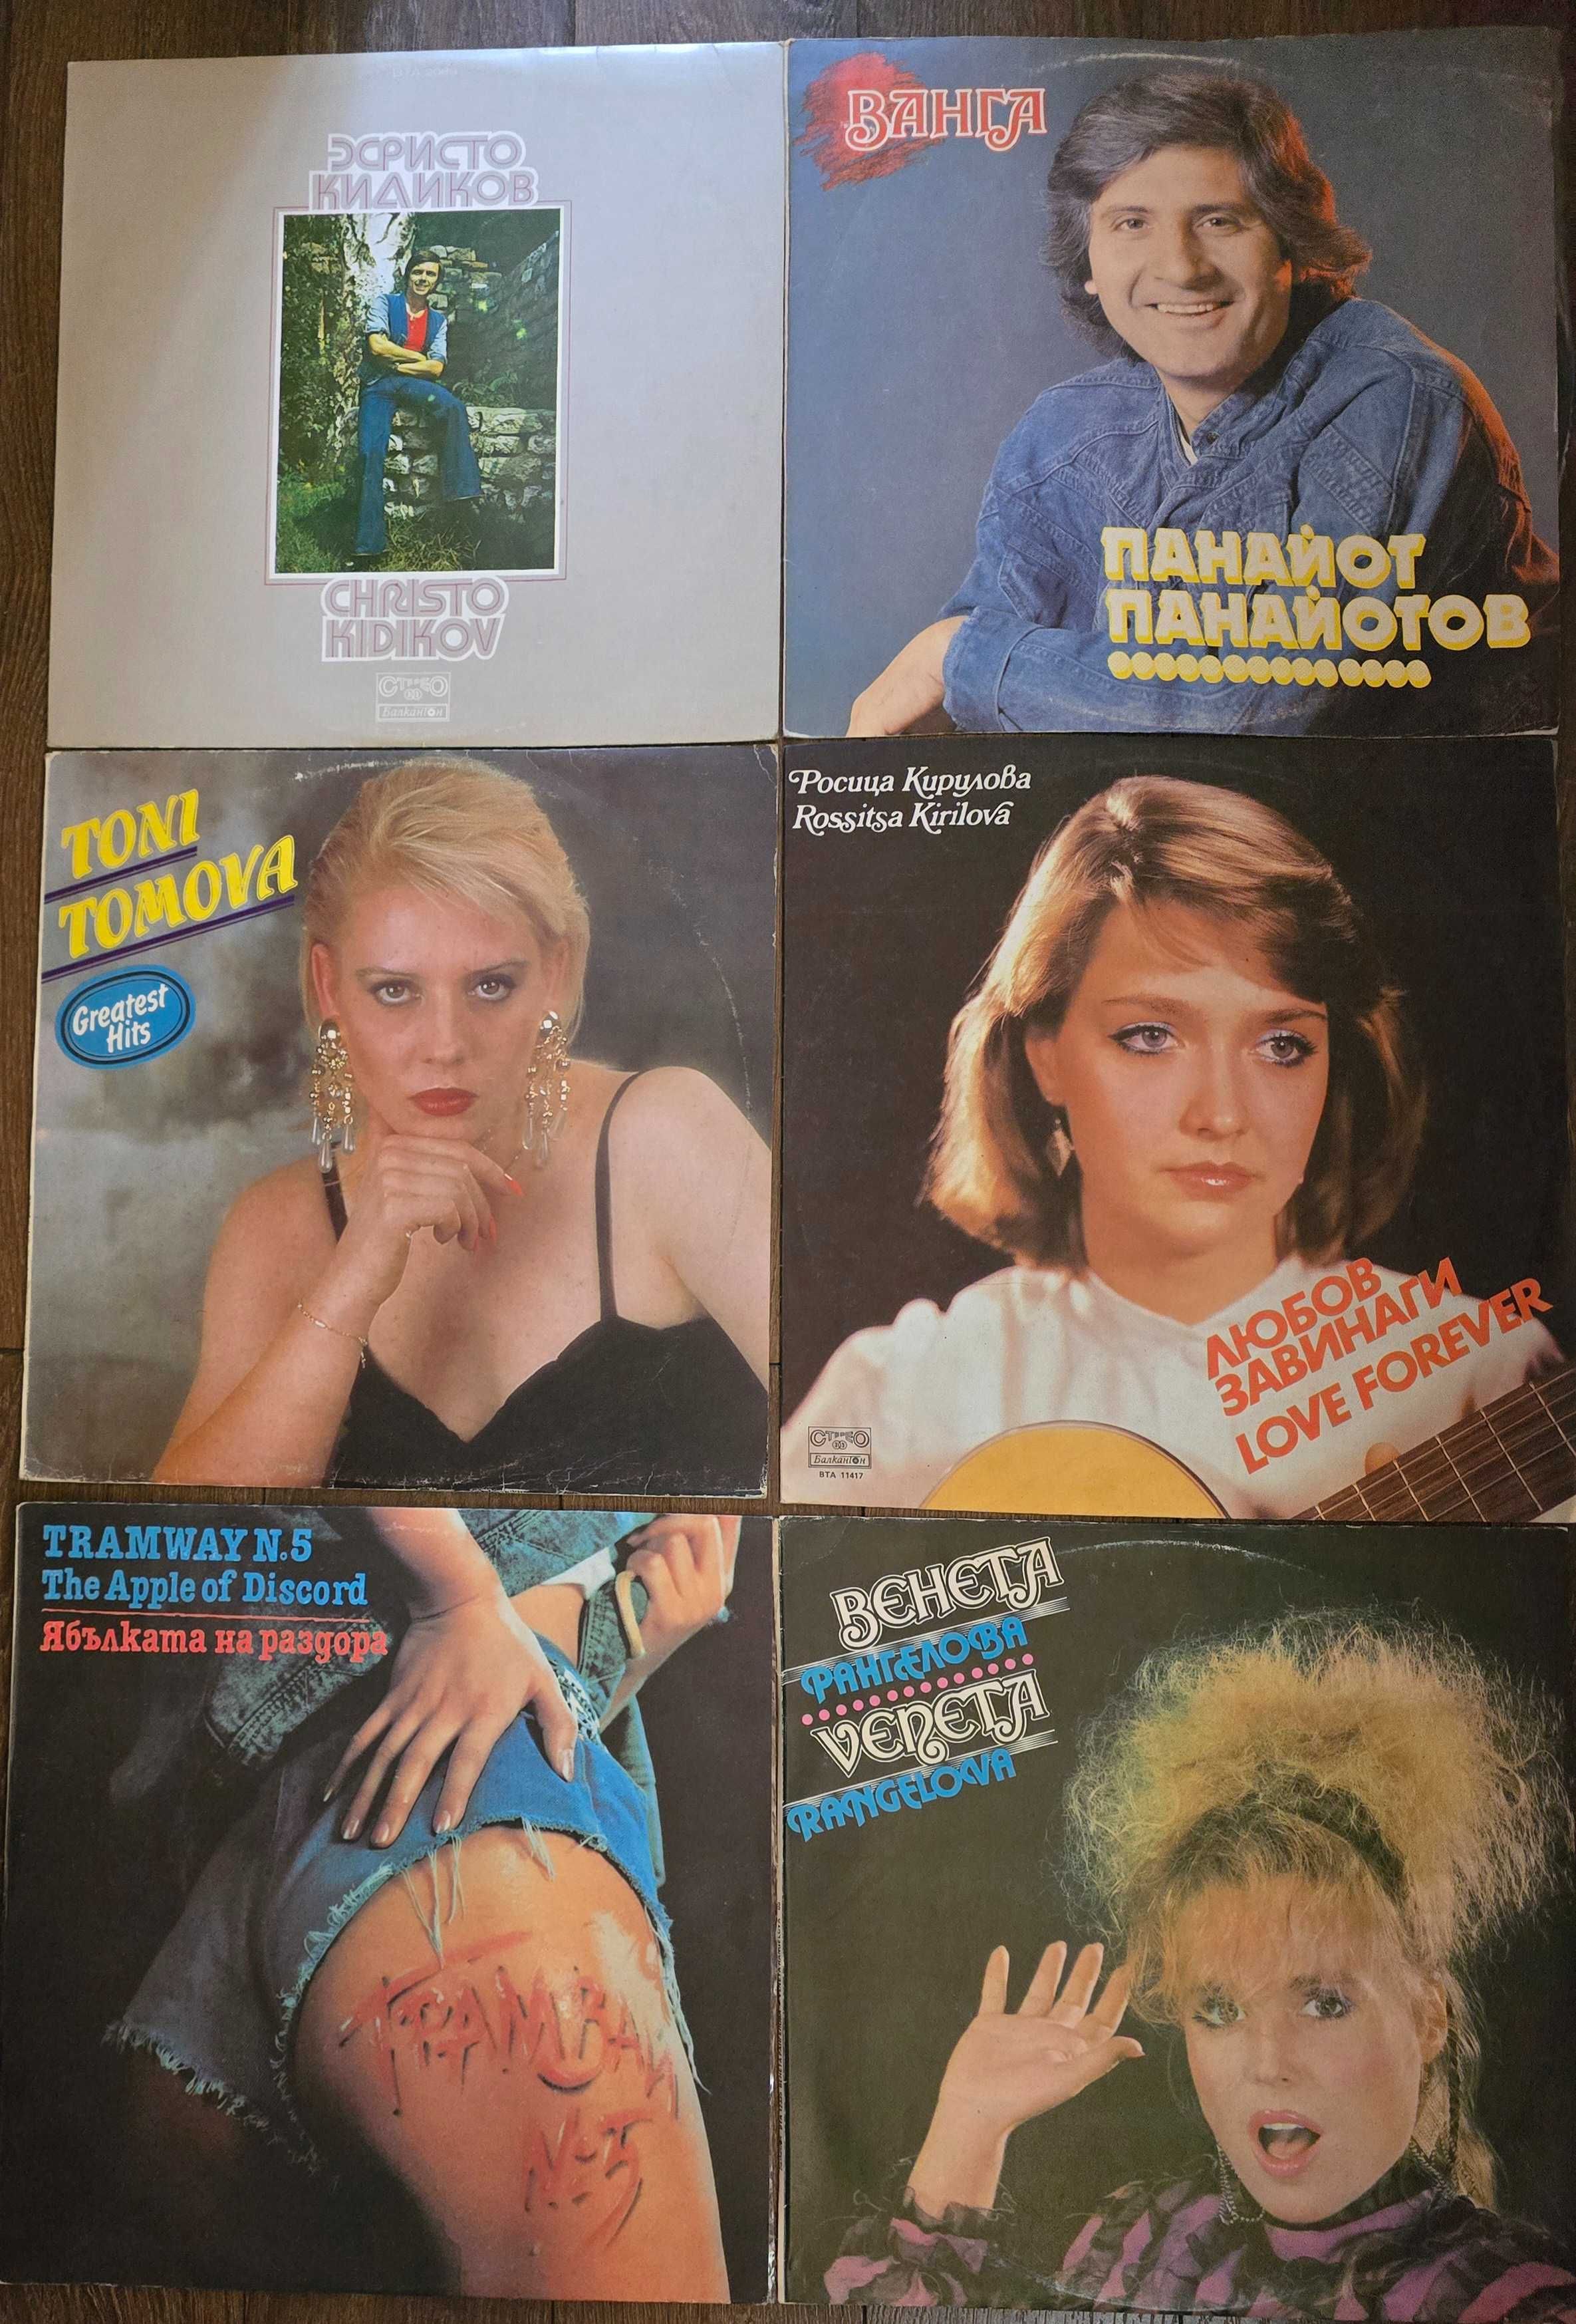 ХРИСТО
КИДИКОВ
CHRISTO
KIDIKOV
СТЕРЕО
33
Балкантон
ВАНГА
ПАНАЙОТ
ПАНАЙОТОВ
TONI
TOMOVA
Greatest
Hits
Росица Кирилова
Rossitsa Kirilova
ЛЮБОВ
ЗАВИНАГИ
LOVE FOREVER
СТЕРЕО
33
Балкантон
ВТА 11417
TRAMWAY N.5
The Apple of Discord
Ябълката на раздора
ТРАМВАЙ
№5
ВЕНЕТА
РАНГЕЛОВА
VENETA
RANGELOVA